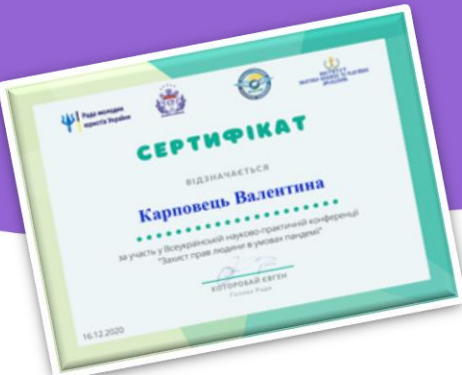 Рада молодих
юристів України
СЕРТИФІКАТ
ВІДЗНАЧАЄТЬСЯ
Карповець Валентина
за участь у Всеукраїнській науково-практичній конференції
"Захист прав людини в умовах пандемії"
КОТОРОБАЙ ЄВГЕН
Голова Ради
16.12.2020